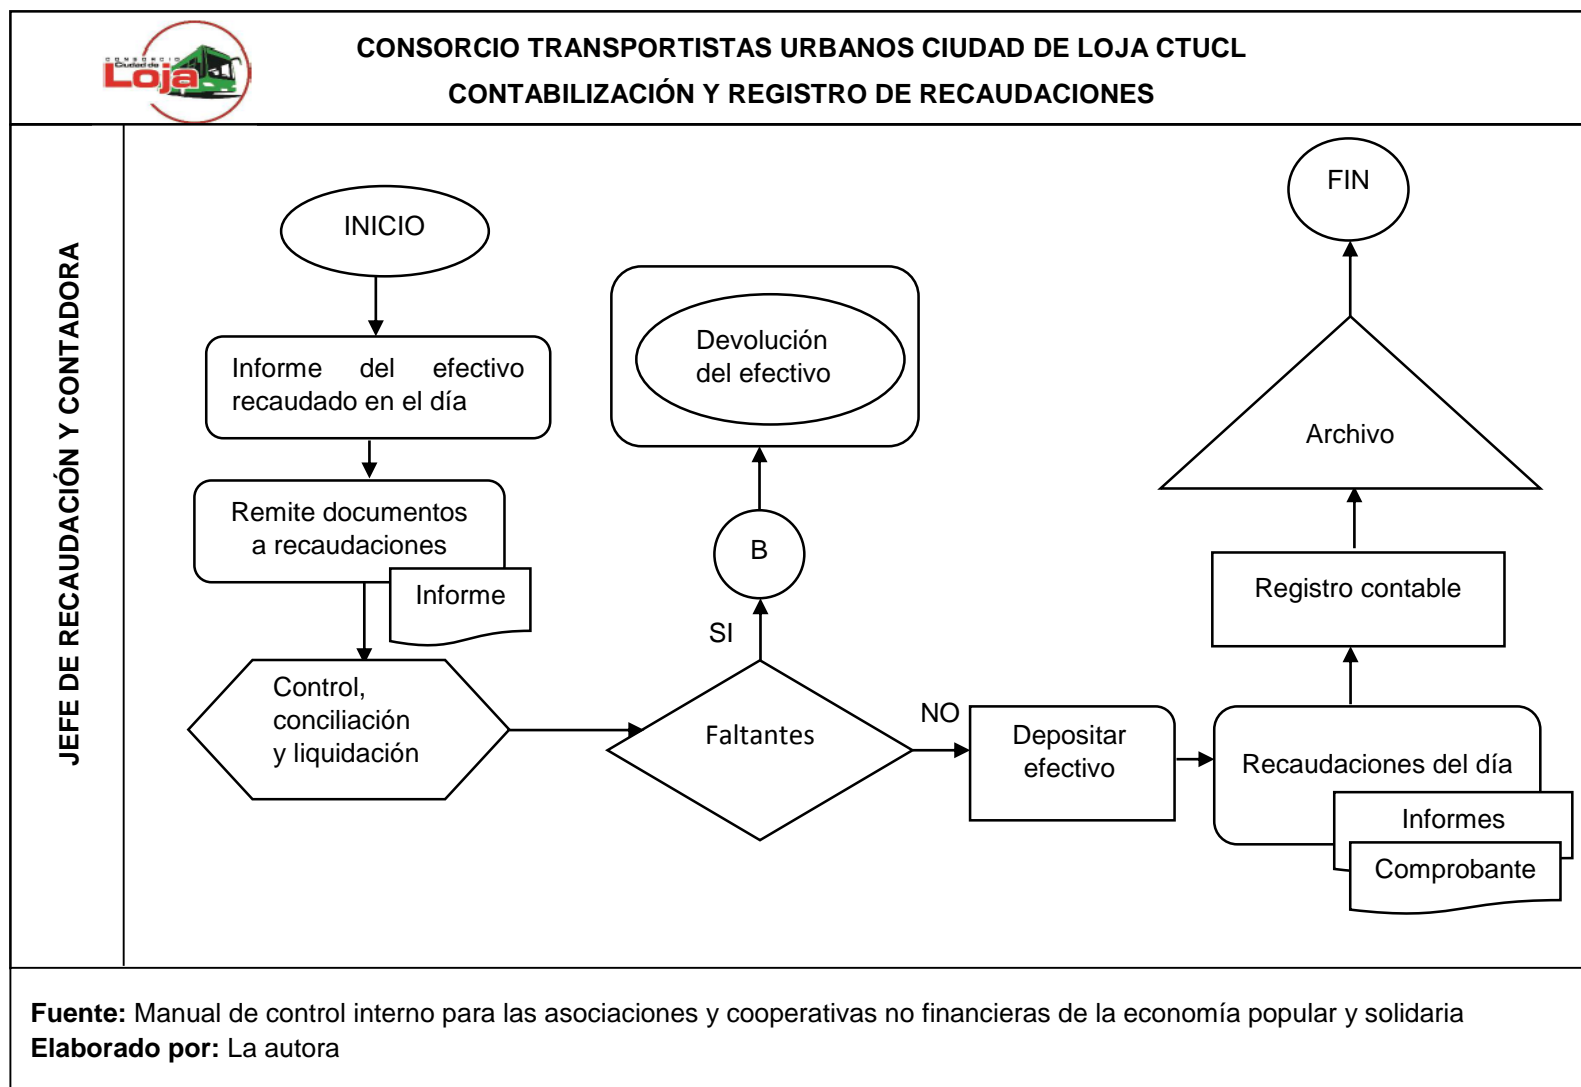 CONSORCIO
Ciudad de
Loja
CONSORCIO TRANSPORTISTAS URBANOS CIUDAD DE LOJA CTUCL
CONTABILIZACIÓN Y REGISTRO DE RECAUDACIONES
JEFE DE RECAUDACIÓN Y CONTADORA
INICIO
Informe del efectivo
recaudado en el día
Remite documentos
a recaudaciones
Informe
Control,
conciliación
y liquidación
Faltantes
SI
B
Devolución
del efectivo
NO
Depositar
efectivo
Recaudaciones del día
Informes
Comprobante
Registro contable
Archivo
FIN
Fuente: Manual de control interno para las asociaciones y cooperativas no financieras de la economía popular y solidaria
Elaborado por: La autora